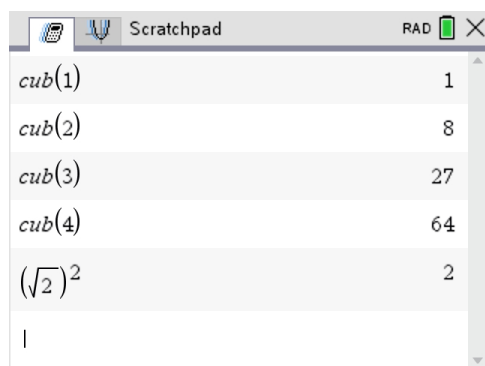 Scratchpad RAD
cub(1) 1
cub(2) 8
cub(3) 27
cub(4) 64
(√2)² 2